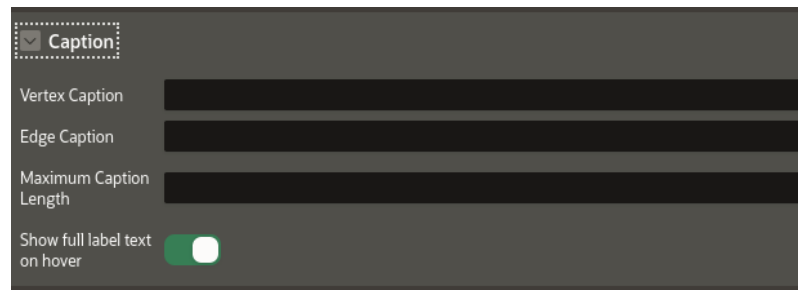 Caption
Vertex Caption
Edge Caption
Maximum Caption
Length
Show full label text
on hover